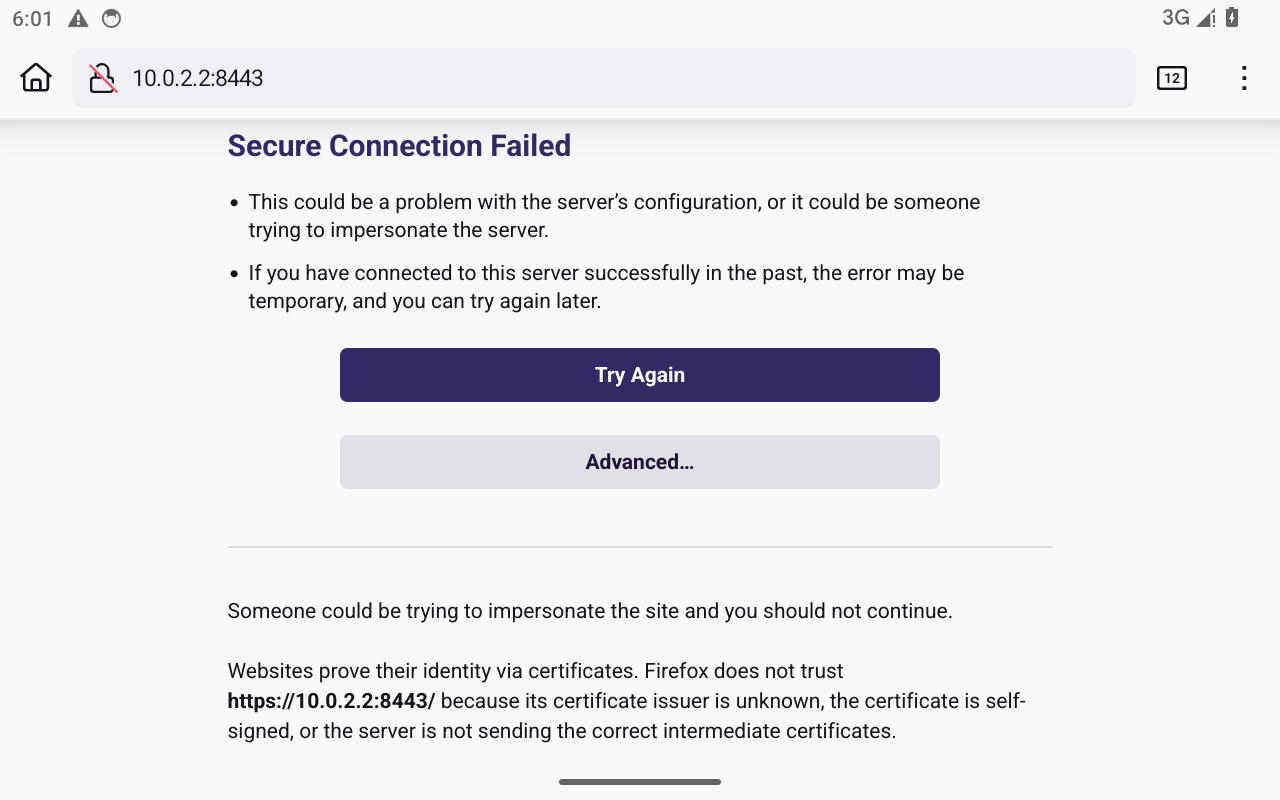 6:01
3G
10.0.2.2:8443
12
Secure Connection Failed
• This could be a problem with the server’s configuration, or it could be someone
trying to impersonate the server.
• If you have connected to this server successfully in the past, the error may be
temporary, and you can try again later.
Try Again
Advanced…
Someone could be trying to impersonate the site and you should not continue.
Websites prove their identity via certificates. Firefox does not trust
https://10.0.2.2:8443/ because its certificate issuer is unknown, the certificate is self-
signed, or the server is not sending the correct intermediate certificates.